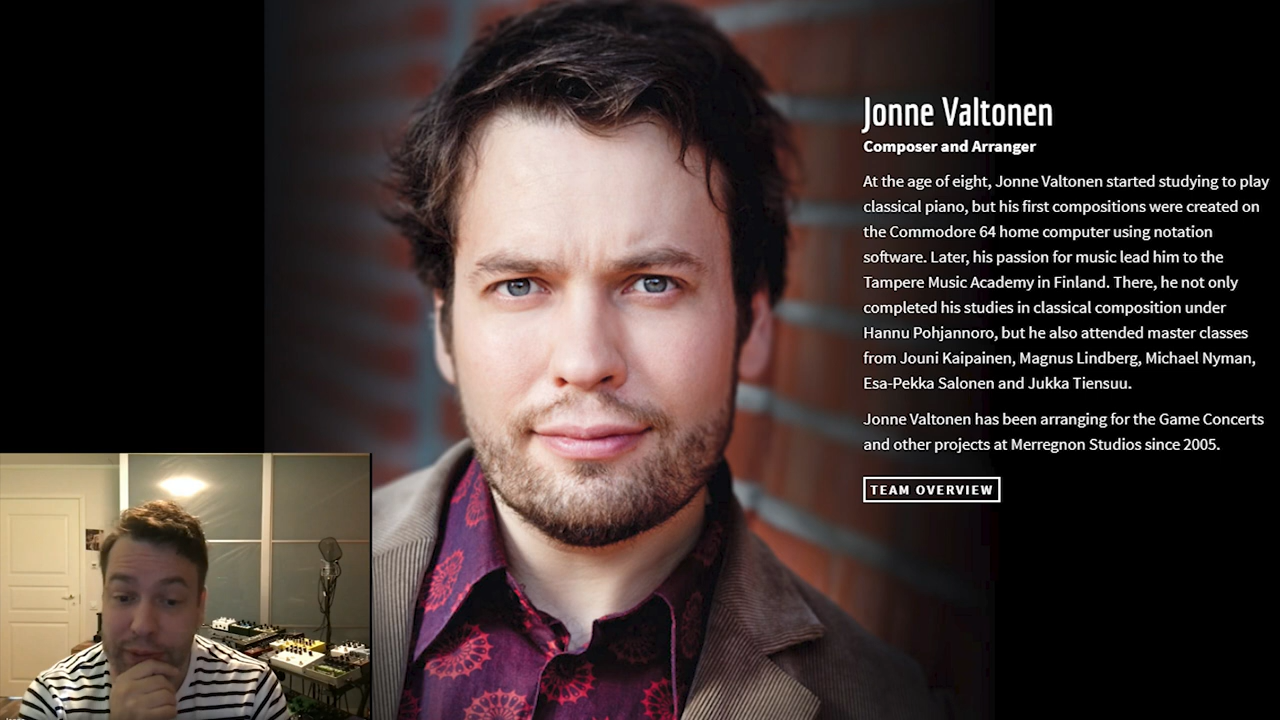 Jonne Valtonen
Composer and Arranger
At the age of eight, Jonne Valtonen started studying to play
classical piano, but his first compositions were created on
the Commodore 64 home computer using notation
software. Later, his passion for music lead him to the
Tampere Music Academy in Finland. There, he not only
completed his studies in classical composition under
Hannu Pohjannoro, but he also attended master classes
from Jouni Kaipainen, Magnus Lindberg, Michael Nyman,
Esa-Pekka Salonen and Jukka Tiensuu.
Jonne Valtonen has been arranging for the Game Concerts
and other projects at Merregnon Studios since 2005.
TEAM OVERVIEW